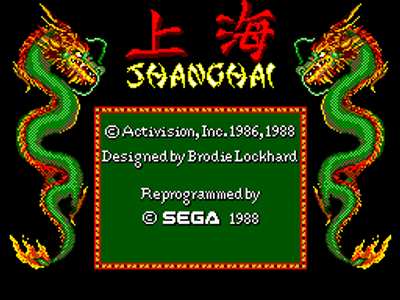 上海
SHANGHAI
© Activision, Inc. 1986, 1988
Designed by Brodie Lockhard
Reprogrammed by
© SEGA 1988